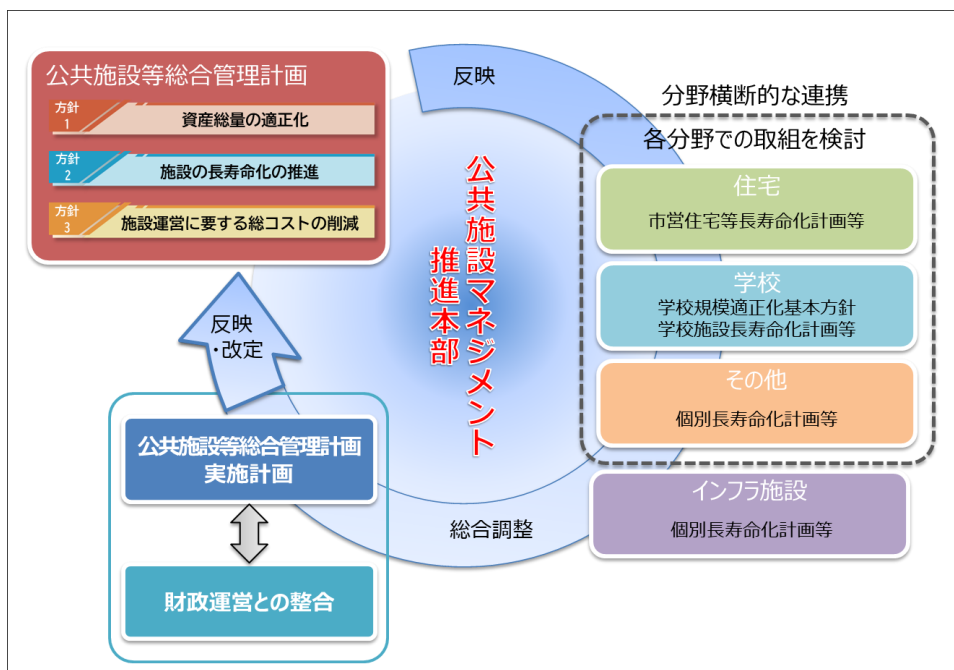 公共施設等総合管理計画
方針
1
資産総量の適正化
方針
2
施設の長寿命化の推進
方針
3
施設運営に要する総コストの削減
反映
分野横断的な連携
各分野での取組を検討
住宅
市営住宅等長寿命化計画等
学校
学校規模適正化基本方針
学校施設長寿命化計画等
その他
個別長寿命化計画等
インフラ施設
個別長寿命化計画等
公共施設マネジメント
推進本部
総合調整
反映
・改定
公共施設等総合管理計画
実施計画
財政運営との整合